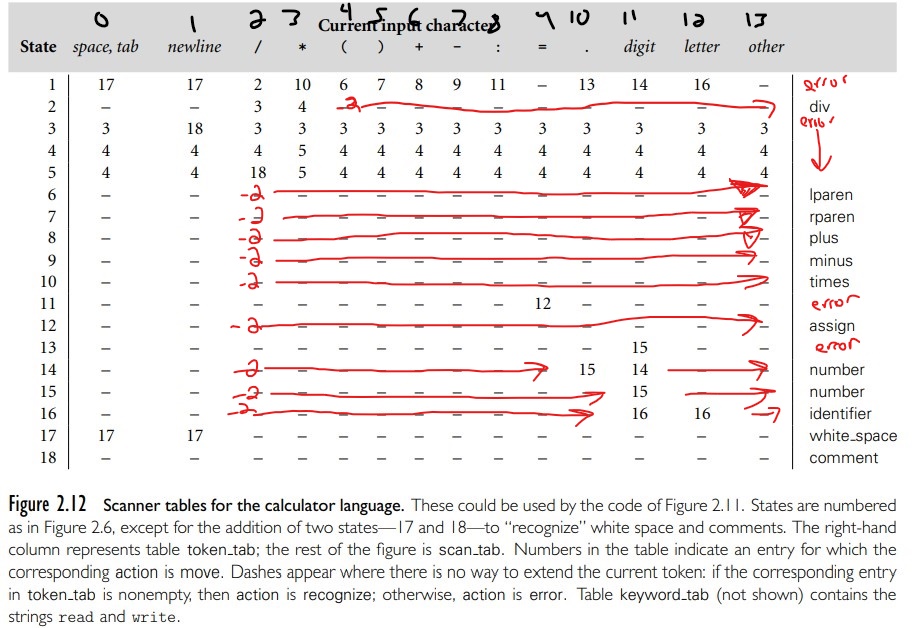 0 1 2 3 4 5 6 7 8 9 10 11 12 13
Current input character
State space, tab newline / * ( ) + – : = . digit letter other
1 17 17 2 10 6 7 8 9 11 – 13 14 16 – error
2 – – 3 4 -2 div
3 3 18 3 3 3 3 3 3 3 3 3 3 3 3 error
4 4 4 4 5 4 4 4 4 4 4 4 4 4 4
5 4 4 18 5 4 4 4 4 4 4 4 4 4 4
6 – – -2 – – – – – – – – – – – lparen
7 – – -2 – – – – – – – – – – – rparen
8 – – -2 – – – – – – – – – – – plus
9 – – -2 – – – – – – – – – – – minus
10 – – -2 – – – – – – – – – – – times
11 – – – – – – – – – 12 – – – – error
12 – – -2 – – – – – – – – – – – assign
13 – – – – – – – – – – – 15 – – error
14 – – -2 – – – – – – – 15 14 – – number
15 – – -2 – – – – – – – – 15 – – number
16 – – -2 – – – – – – – – 16 16 – identifier
17 17 17 – – – – – – – – – – – – white_space
18 – – – – – – – – – – – – – – comment
Figure 2.12 Scanner tables for the calculator language. These could be used by the code of Figure 2.11. States are numbered
as in Figure 2.6, except for the addition of two states—17 and 18—to “recognize” white space and comments. The right-hand
column represents table token_tab; the rest of the figure is scan_tab. Numbers in the table indicate an entry for which the
corresponding action is move. Dashes appear where there is no way to extend the current token: if the corresponding entry
in token_tab is nonempty, then action is recognize; otherwise, action is error. Table keyword_tab (not shown) contains the
strings read and write.